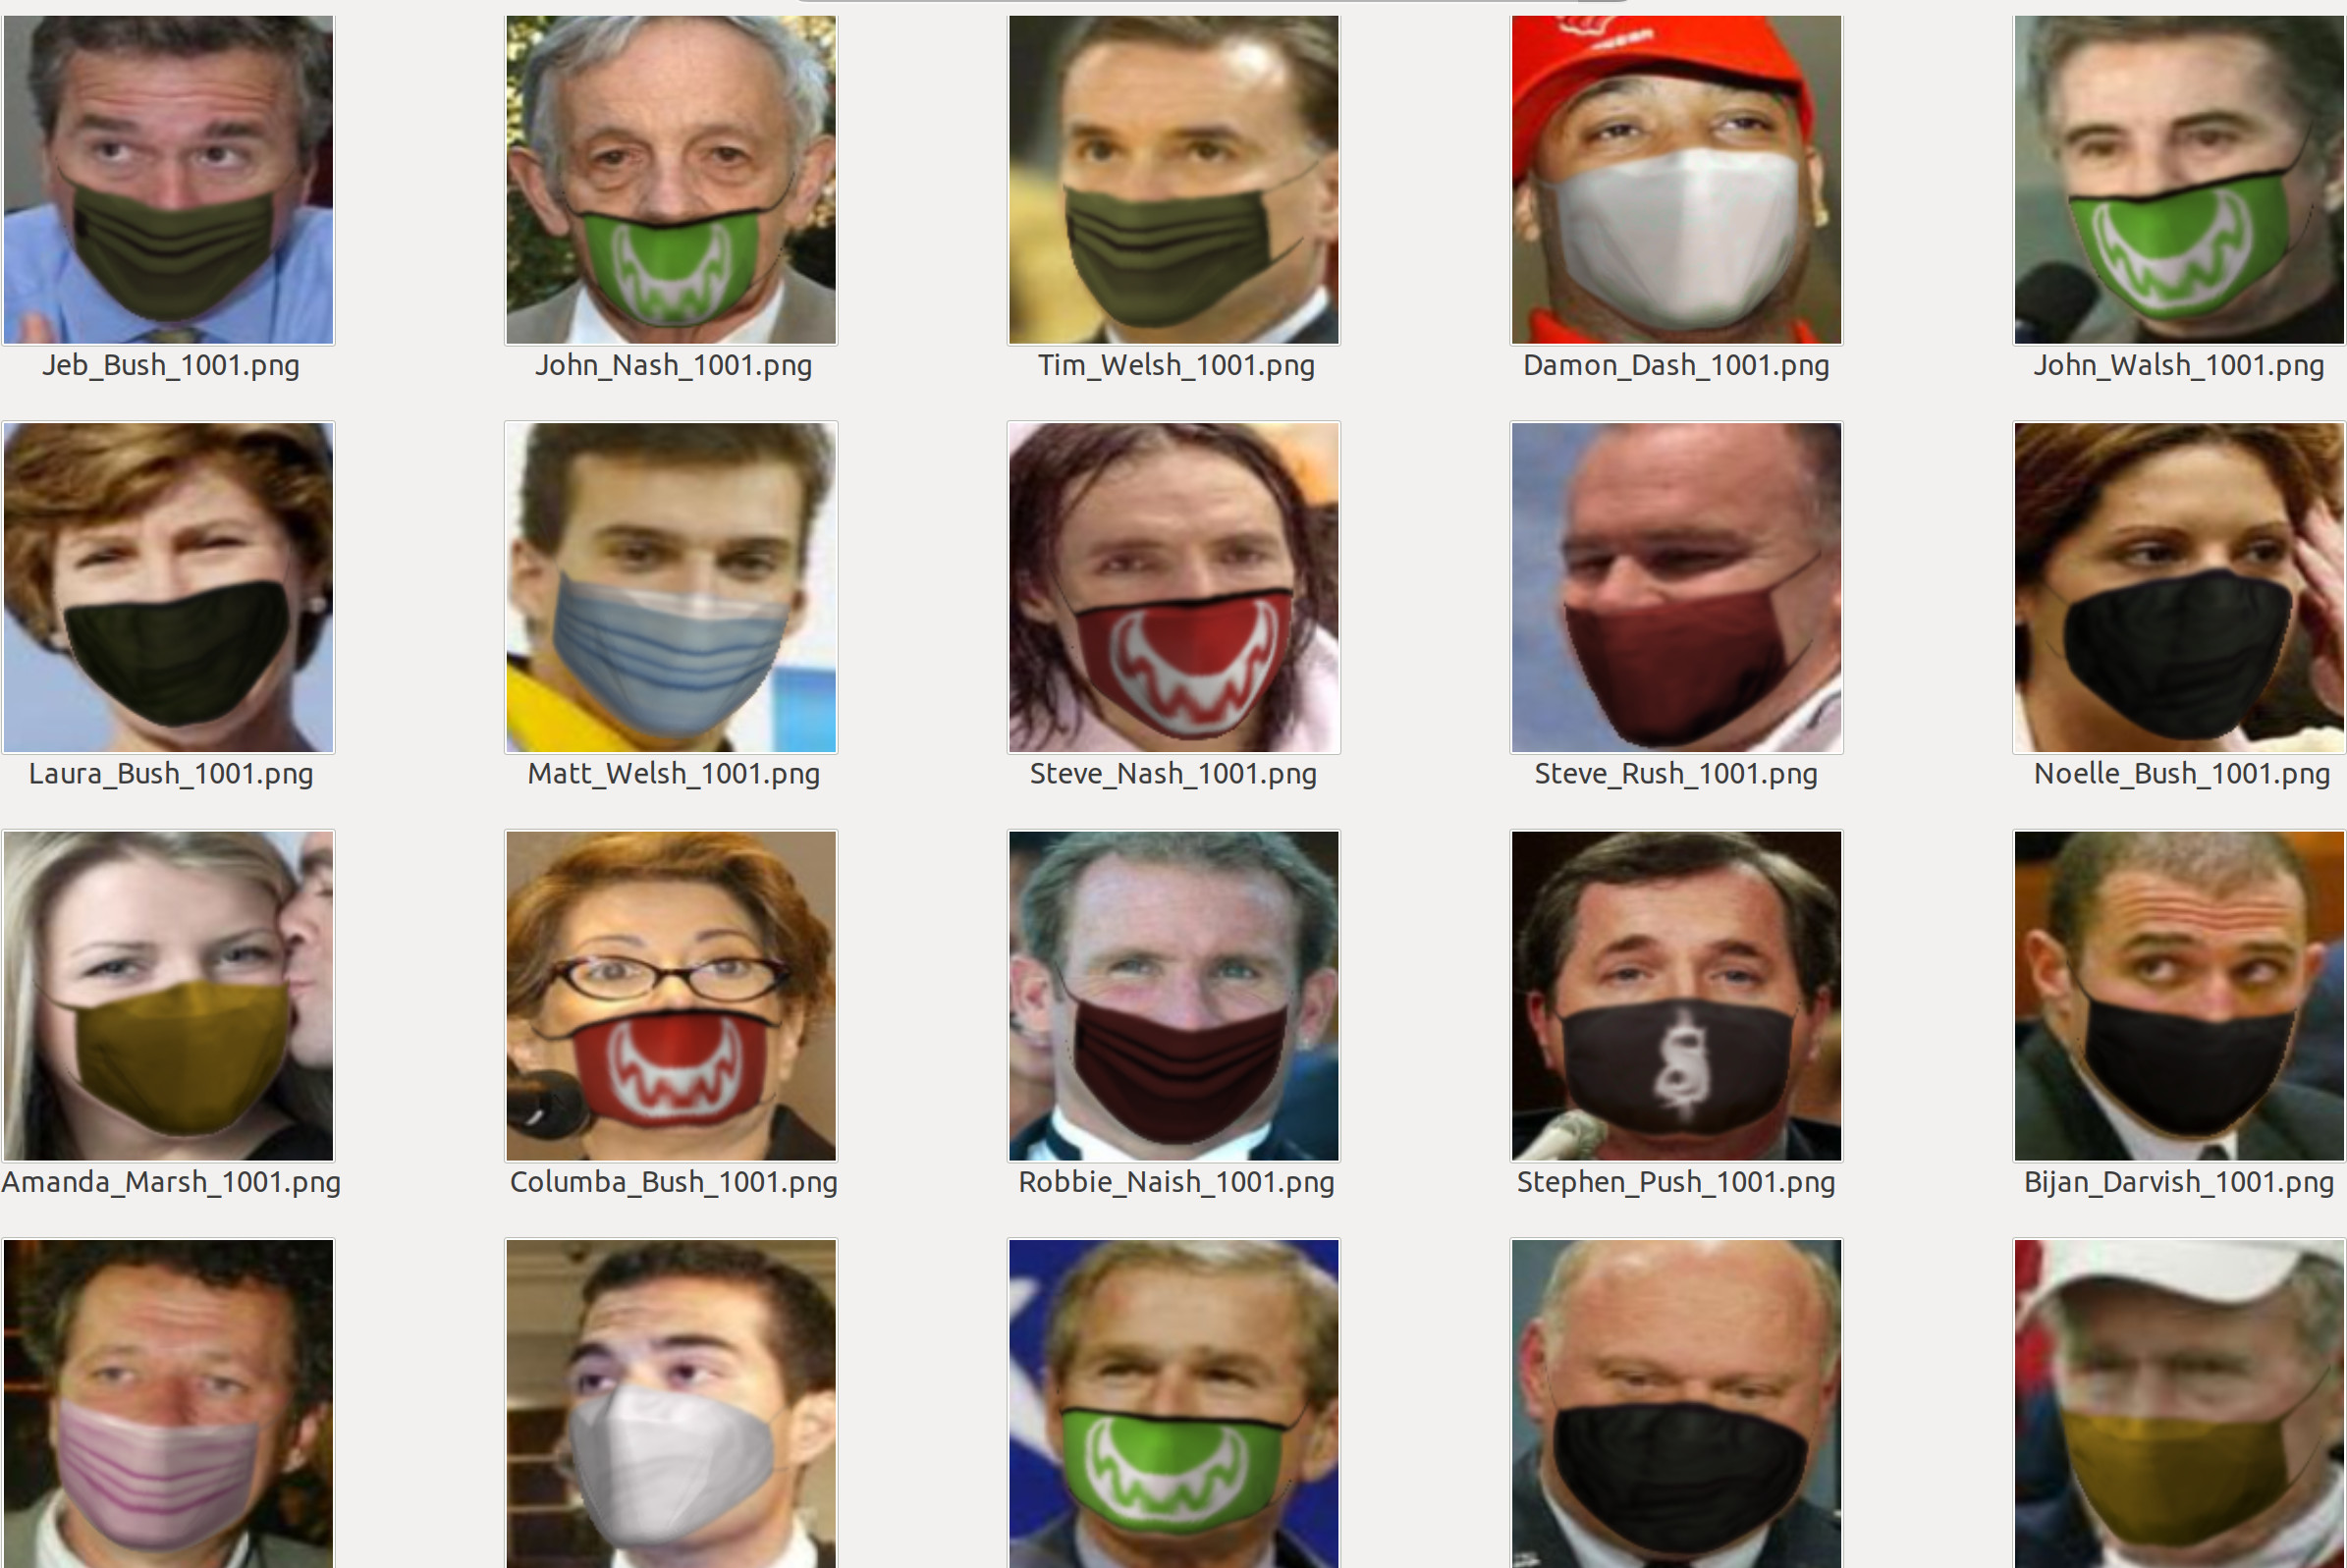 Jeb_Bush_1001.png
John_Nash_1001.png
Tim_Welsh_1001.png
Damon_Dash_1001.png
John_Walsh_1001.png
Laura_Bush_1001.png
Matt_Welsh_1001.png
Steve_Nash_1001.png
Steve_Rush_1001.png
Noelle_Bush_1001.png
Amanda_Marsh_1001.png
Columba_Bush_1001.png
Robbie_Naish_1001.png
Stephen_Push_1001.png
Bijan_Darvish_1001.png